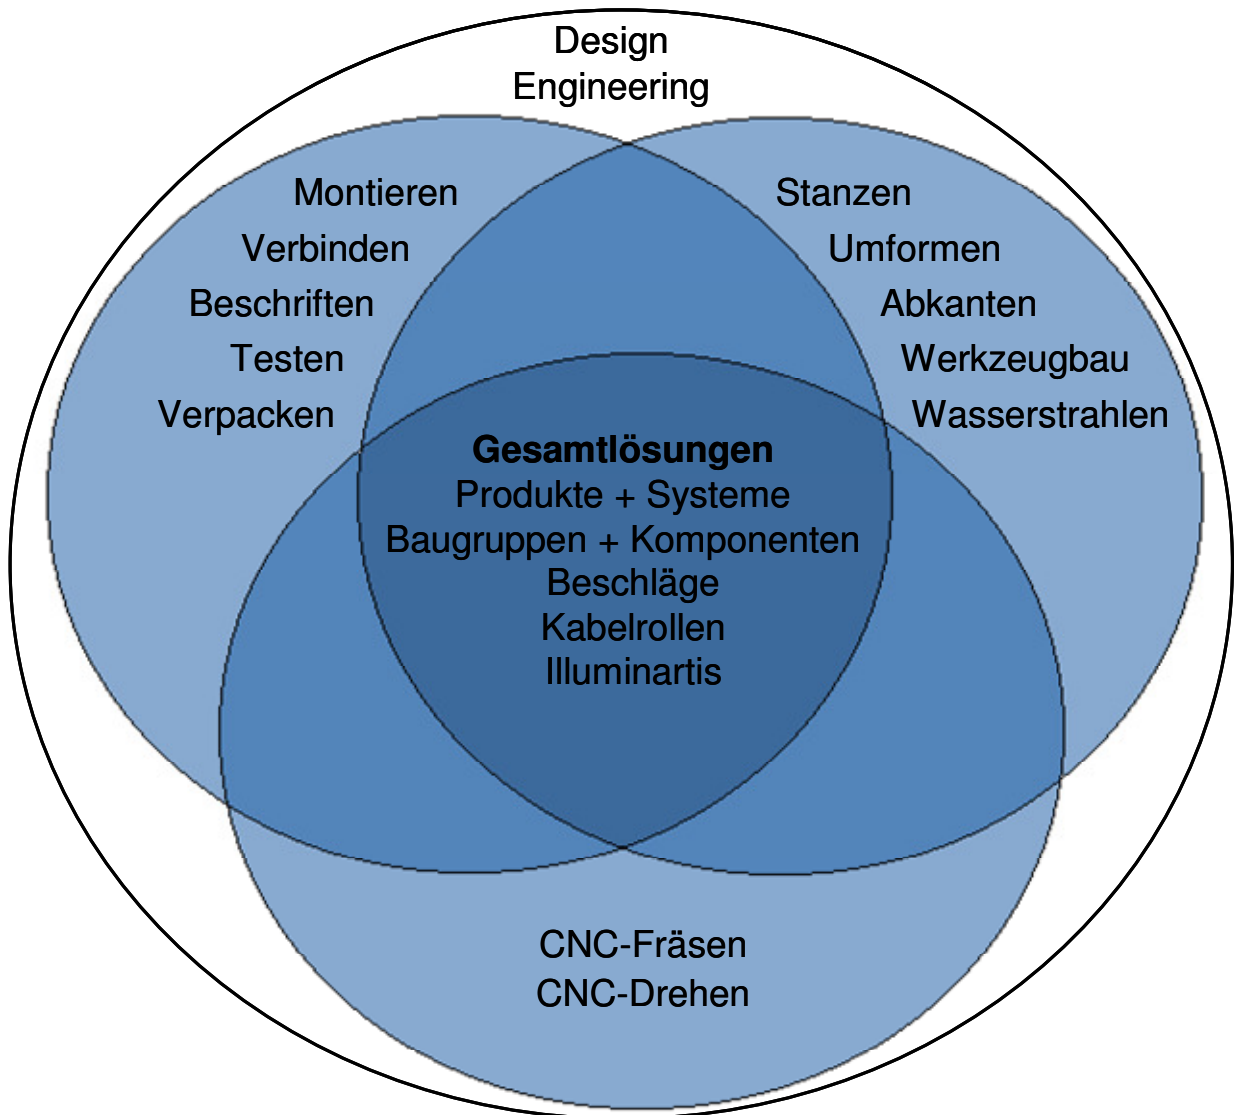 Design
Engineering
Montieren
Verbinden
Beschriften
Testen
Verpacken
Stanzen
Umformen
Abkanten
Werkzeugbau
Wasserstrahlen
Gesamtlösungen
Produkte + Systeme
Baugruppen + Komponenten
Beschläge
Kabelrollen
Illuminartis
CNC-Fräsen
CNC-Drehen